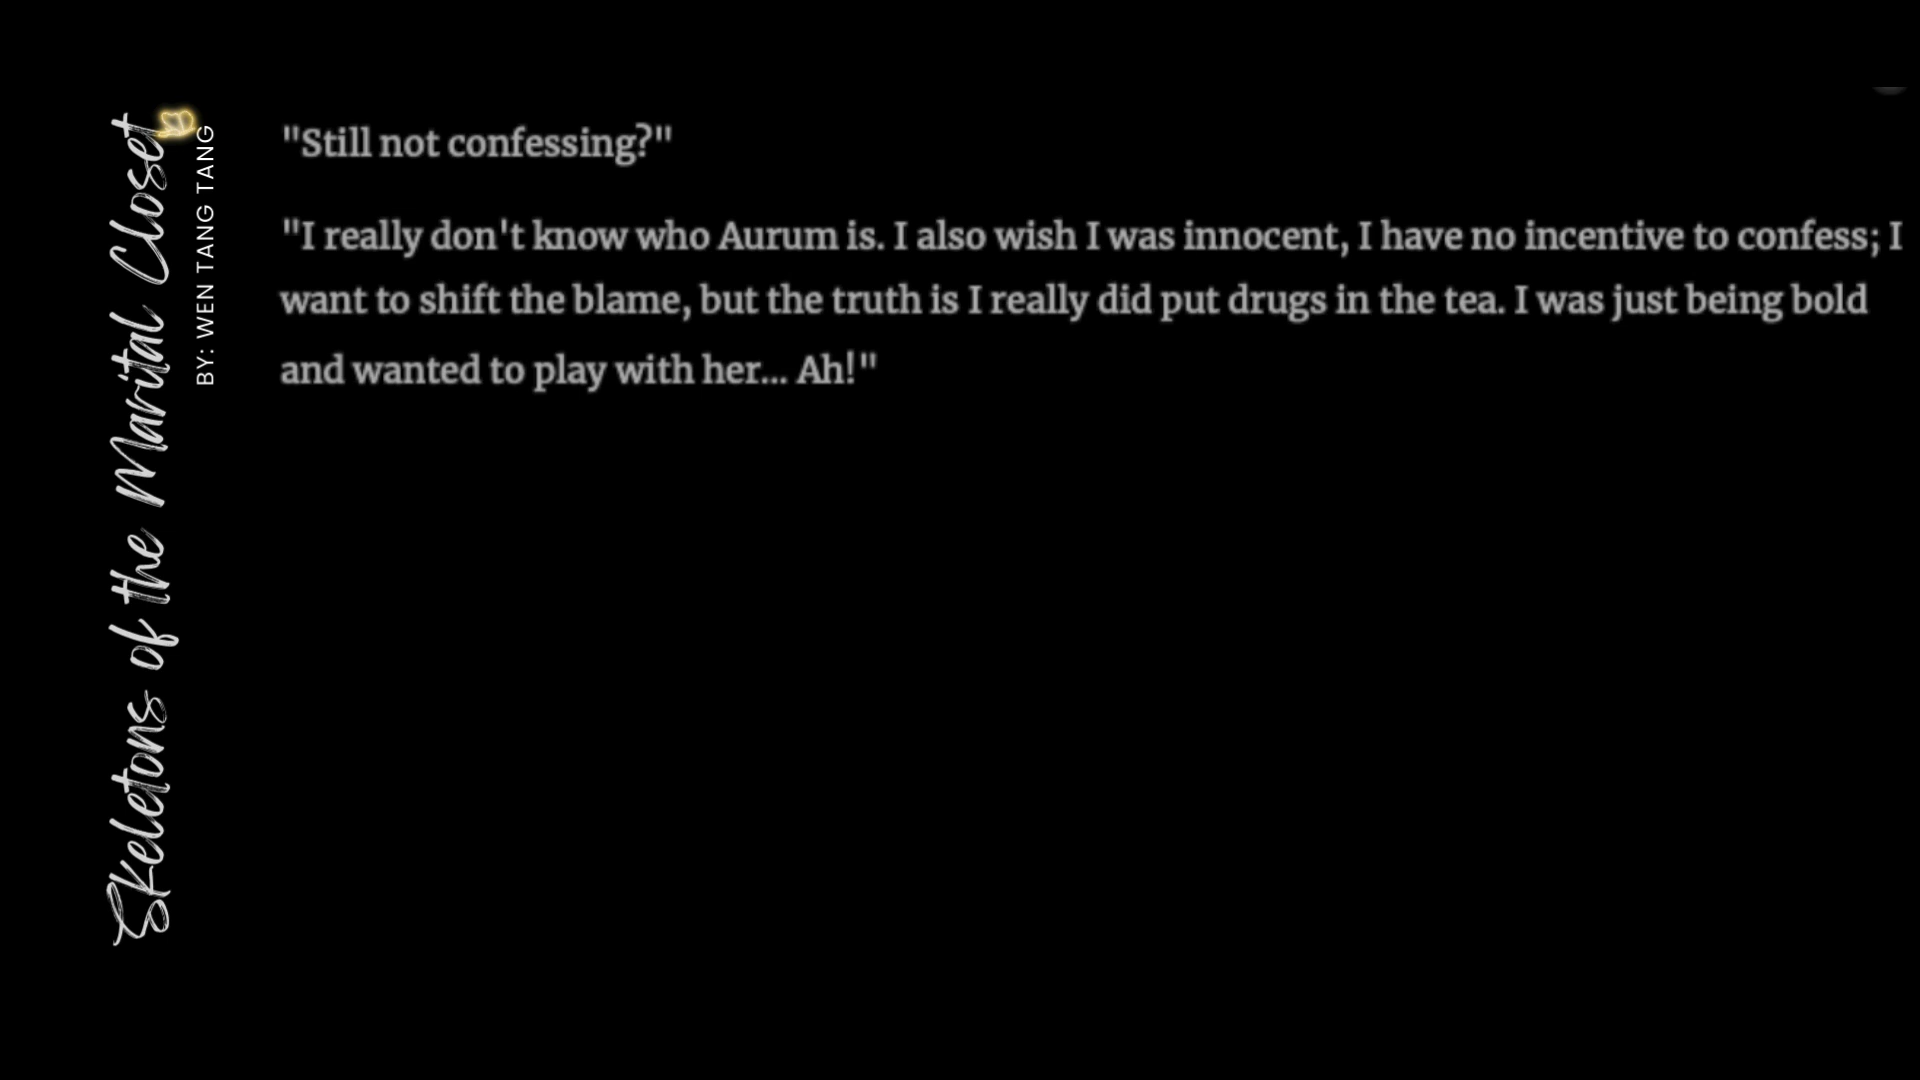 Skeletons of the Marital Closet
BY: WEN TANG TANG
"Still not confessing?"
"I really don't know who Aurum is. I also wish I was innocent, I have no incentive to confess; I
want to shift the blame, but the truth is I really did put drugs in the tea. I was just being bold
and wanted to play with her... Ah!"